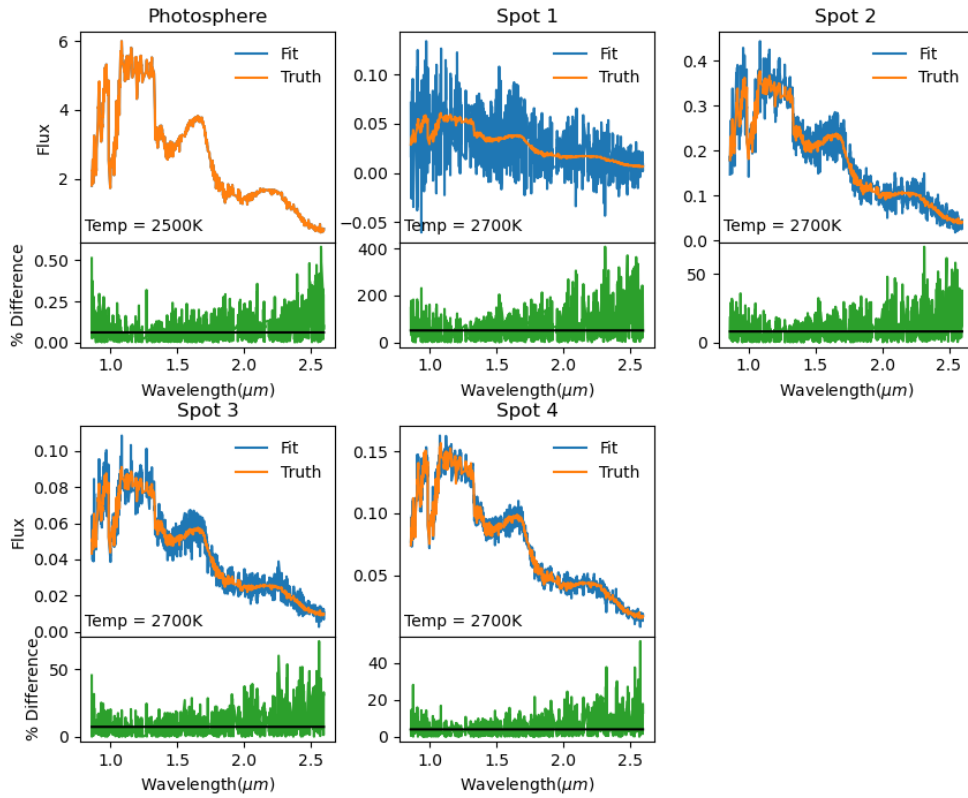 Photosphere
Spot 1
Spot 2
Fit
Truth
Fit
Truth
Fit
Truth
Flux
6
4
2
0.10
0.05
0.00
−0.05
0.4
0.3
0.2
0.1
0.0
Temp = 2500K
Temp = 2700K
Temp = 2700K
% Difference
0.50
0.25
0.00
400
200
0
50
0
1.0 1.5 2.0 2.5
1.0 1.5 2.0 2.5
1.0 1.5 2.0 2.5
Wavelength(μm)
Wavelength(μm)
Wavelength(μm)
Spot 3
Spot 4
Fit
Truth
Fit
Truth
Flux
0.10
0.08
0.06
0.04
0.02
0.00
0.15
0.10
0.05
Temp = 2700K
Temp = 2700K
% Difference
50
0
40
20
0
1.0 1.5 2.0 2.5
1.0 1.5 2.0 2.5
Wavelength(μm)
Wavelength(μm)